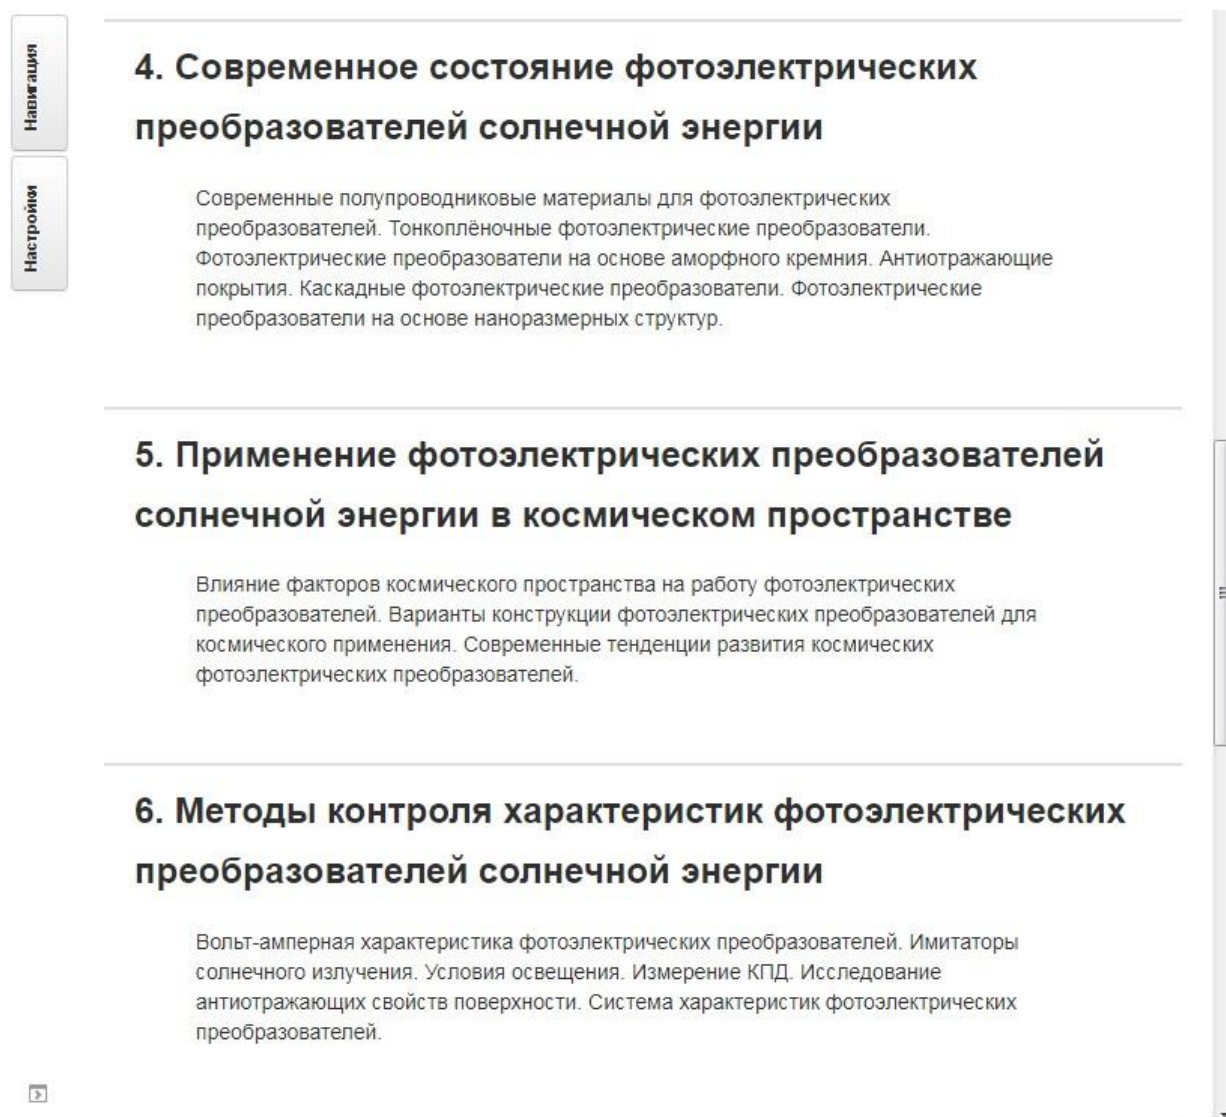 Навигация
Настройки
4. Современное состояние фотоэлектрических
преобразователей солнечной энергии
Современные полупроводниковые материалы для фотоэлектрических
преобразователей. Тонкоплёночные фотоэлектрические преобразователи.
Фотоэлектрические преобразователи на основе аморфного кремния. Антиотражающие
покрытия. Каскадные фотоэлектрические преобразователи. Фотоэлектрические
преобразователи на основе наноразмерных структур.
5. Применение фотоэлектрических преобразователей
солнечной энергии в космическом пространстве
Влияние факторов космического пространства на работу фотоэлектрических
преобразователей. Варианты конструкции фотоэлектрических преобразователей для
космического применения. Современные тенденции развития космических
фотоэлектрических преобразователей.
6. Методы контроля характеристик фотоэлектрических
преобразователей солнечной энергии
Вольт-амперная характеристика фотоэлектрических преобразователей. Имитаторы
солнечного излучения. Условия освещения. Измерение КПД. Исследование
антиотражающих свойств поверхности. Система характеристик фотоэлектрических
преобразователей.